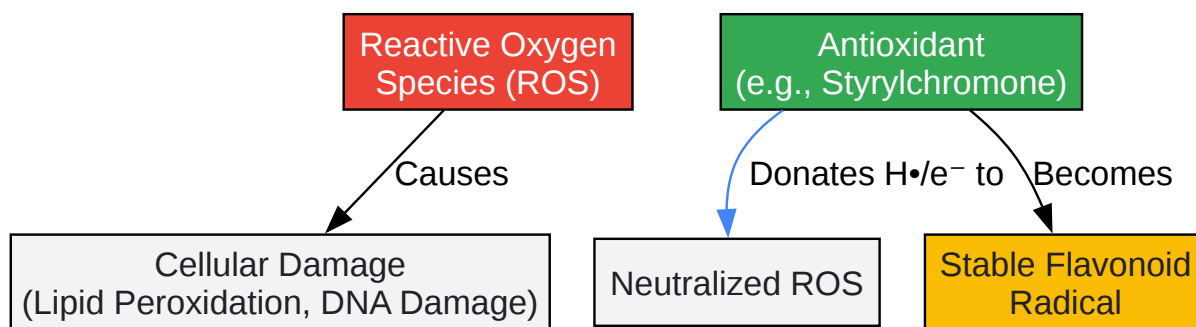 Reactive Oxygen
Species (ROS)
Antioxidant
(e.g., Styrylchromone)
Causes
Donates H•/e⁻ to
Becomes
Cellular Damage
(Lipid Peroxidation, DNA Damage)
Neutralized ROS
Stable Flavonoid
Radical